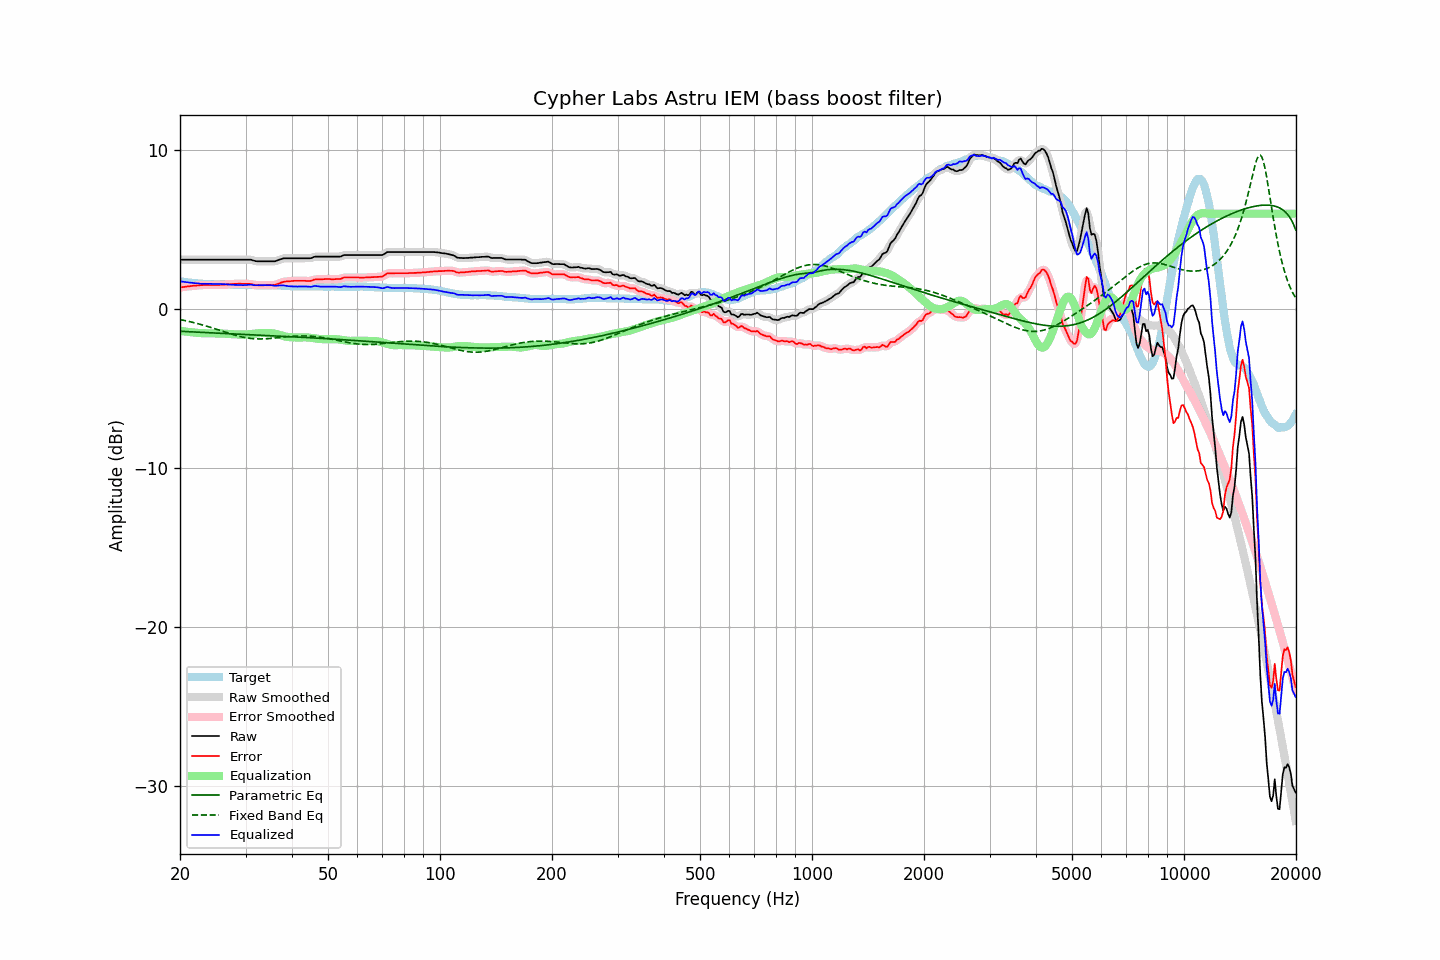 Cypher Labs Astru IEM (bass boost filter)
Amplitude (dBr)
10
0
−10
−20
−30
Target
Raw Smoothed
Error Smoothed
Raw
Error
Equalization
Parametric Eq
Fixed Band Eq
Equalized
20 50 100 200 500 1000 2000 5000 10000 20000
Frequency (Hz)